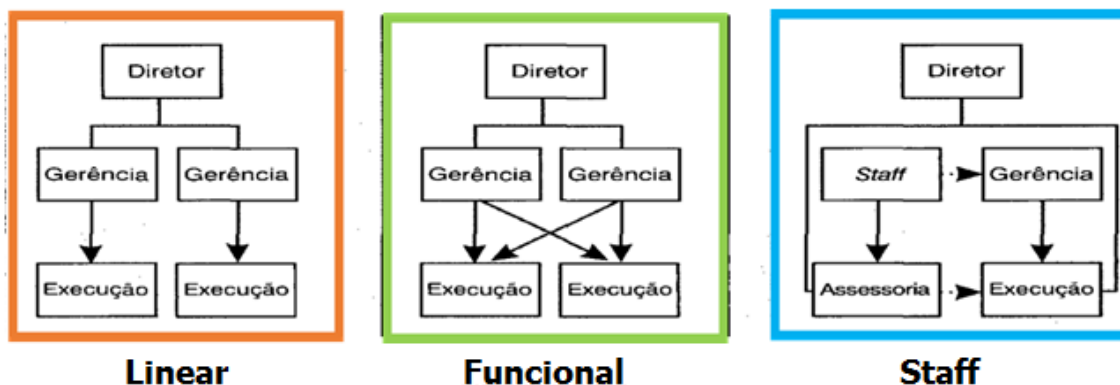 Diretor
Gerência
Gerência
Execução
Execução
Linear
Diretor
Gerência
Gerência
Execução
Execução
Funcional
Diretor
Staff
Gerência
Assessoria
Execução
Staff